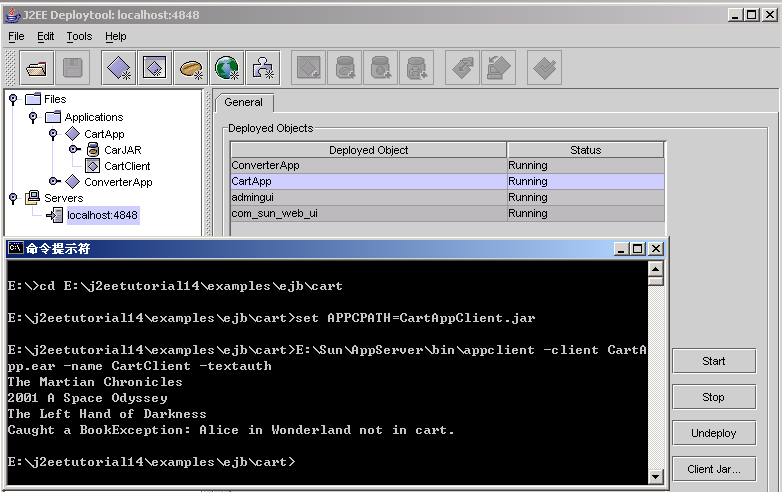 J2EE Deploytool: localhost:4848
File Edit Tools Help
Files
Applications
CartApp
CarJAR
CartClient
ConverterApp
Servers
localhost:4848
General
Deployed Objects
Deployed Object Status
ConverterApp Running
CartApp Running
admingui Running
com_sun_web_ui Running
C:\ 命令提示符
E:\>cd E:\j2eetutorial14\examples\ejb\cart
E:\j2eetutorial14\examples\ejb\cart>set APPCPATH=CartAppClient.jar
E:\j2eetutorial14\examples\ejb\cart>E:\Sun\AppServer\bin\appclient -client CartA
pp.ear -name CartClient -textauth
The Martian Chronicles
2001 A Space Odyssey
The Left Hand of Darkness
Caught a BookException: Alice in Wonderland not in cart.
E:\j2eetutorial14\examples\ejb\cart>
Start
Stop
Undeploy
Client Jar...